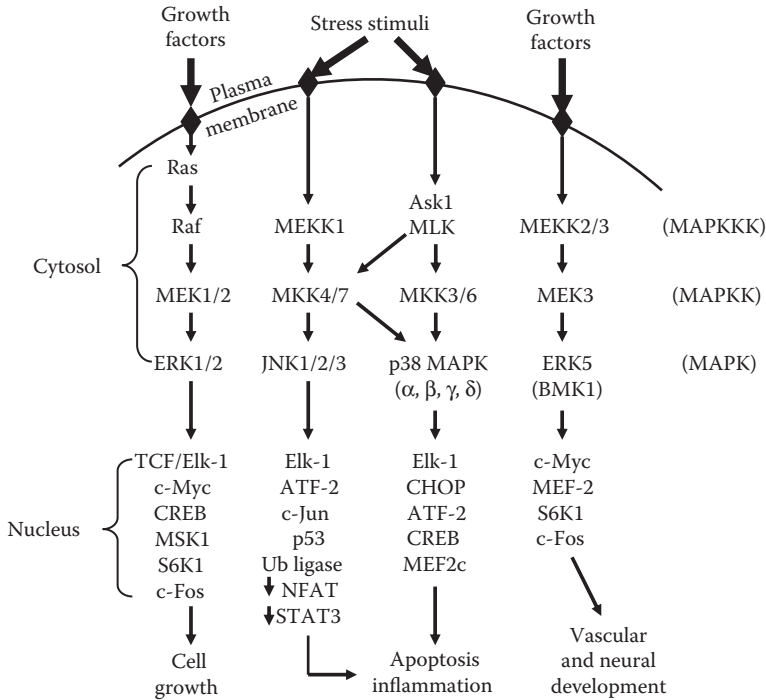 Growth
factors
Stress stimuli
Growth
factors
Plasma
membrane
Ras
Cytosol
Raf
MEKK1
Ask1
MLK
MEKK2/3
(MAPKKK)
MEK1/2
MKK4/7
MKK3/6
MEK3
(MAPKK)
ERK1/2
JNK1/2/3
p38 MAPK
(α, β, γ, δ)
ERK5
(BMK1)
(MAPK)
Nucleus
TCF/Elk-1
c-Myc
CREB
MSK1
S6K1
c-Fos
Elk-1
ATF-2
c-Jun
p53
Ub ligase
NFAT
STAT3
Elk-1
CHOP
ATF-2
CREB
MEF2c
c-Myc
MEF-2
S6K1
c-Fos
Cell
growth
Apoptosis
inflammation
Vascular
and neural
development